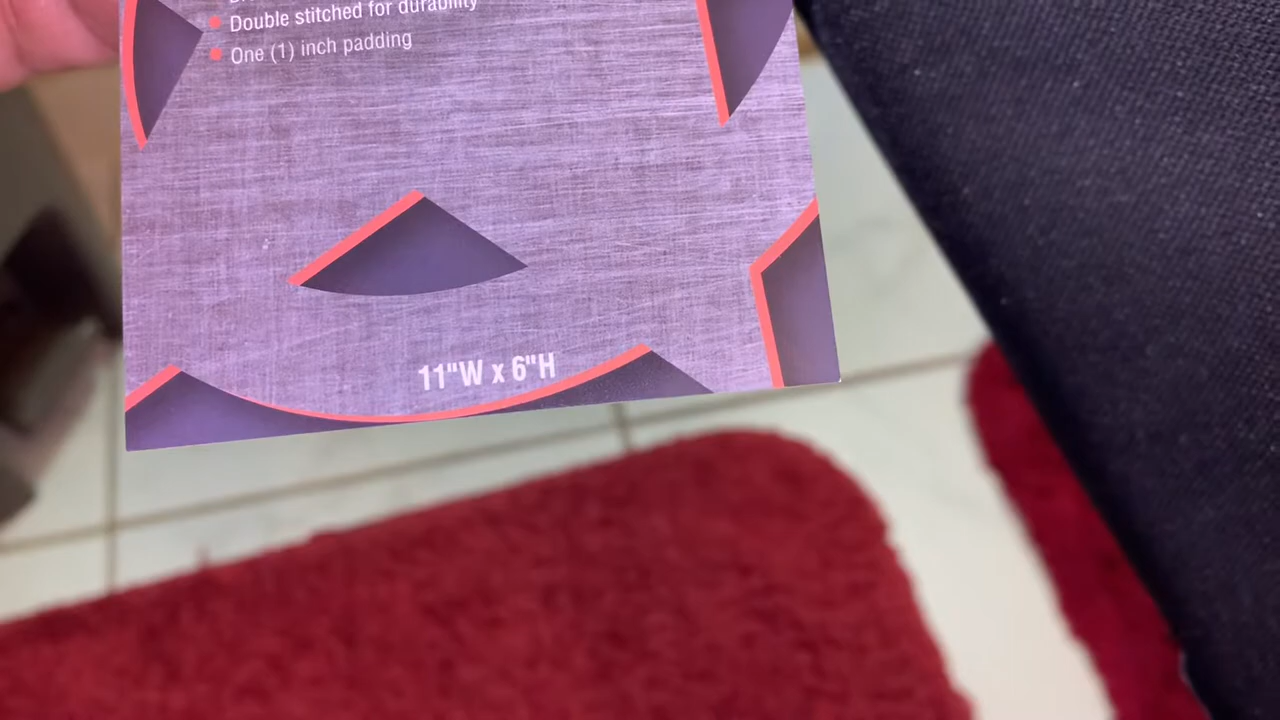 Double stitched for durability
One (1) inch padding
11"W x 6"H